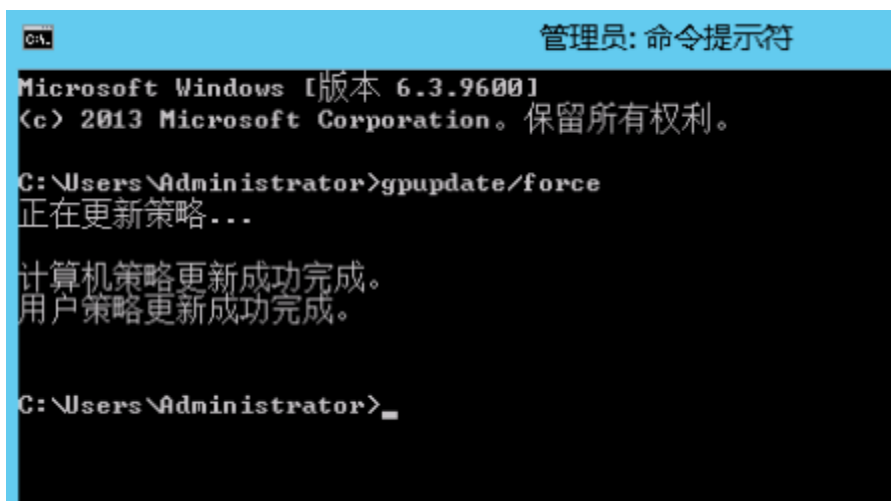 管理员: 命令提示符
Microsoft Windows [版本 6.3.9600]
(c) 2013 Microsoft Corporation。保留所有权利。
C:\Users\Administrator>gpupdate/force
正在更新策略...
计算机策略更新成功完成。
用户策略更新成功完成。
C:\Users\Administrator>_